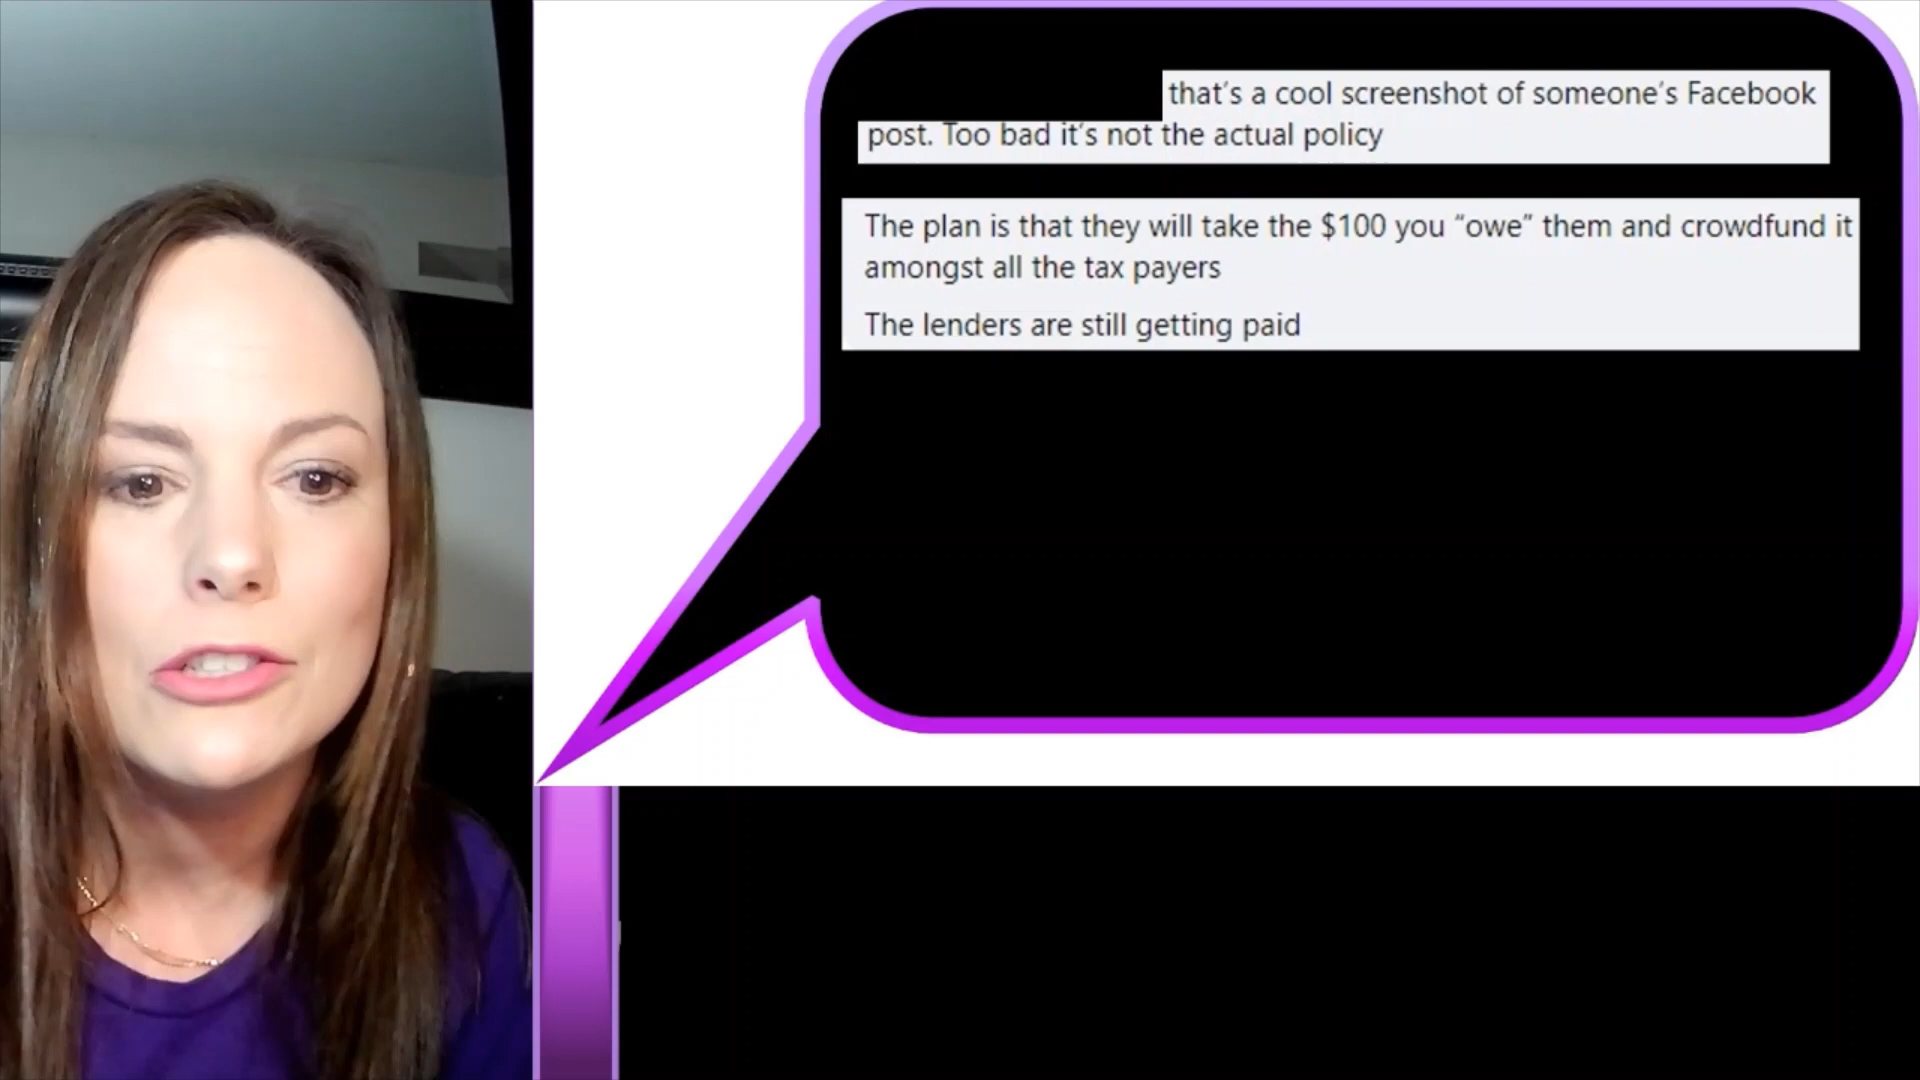 that’s a cool screenshot of someone’s Facebook
post. Too bad it’s not the actual policy
The plan is that they will take the $100 you “owe” them and crowdfund it
amongst all the tax payers
The lenders are still getting paid